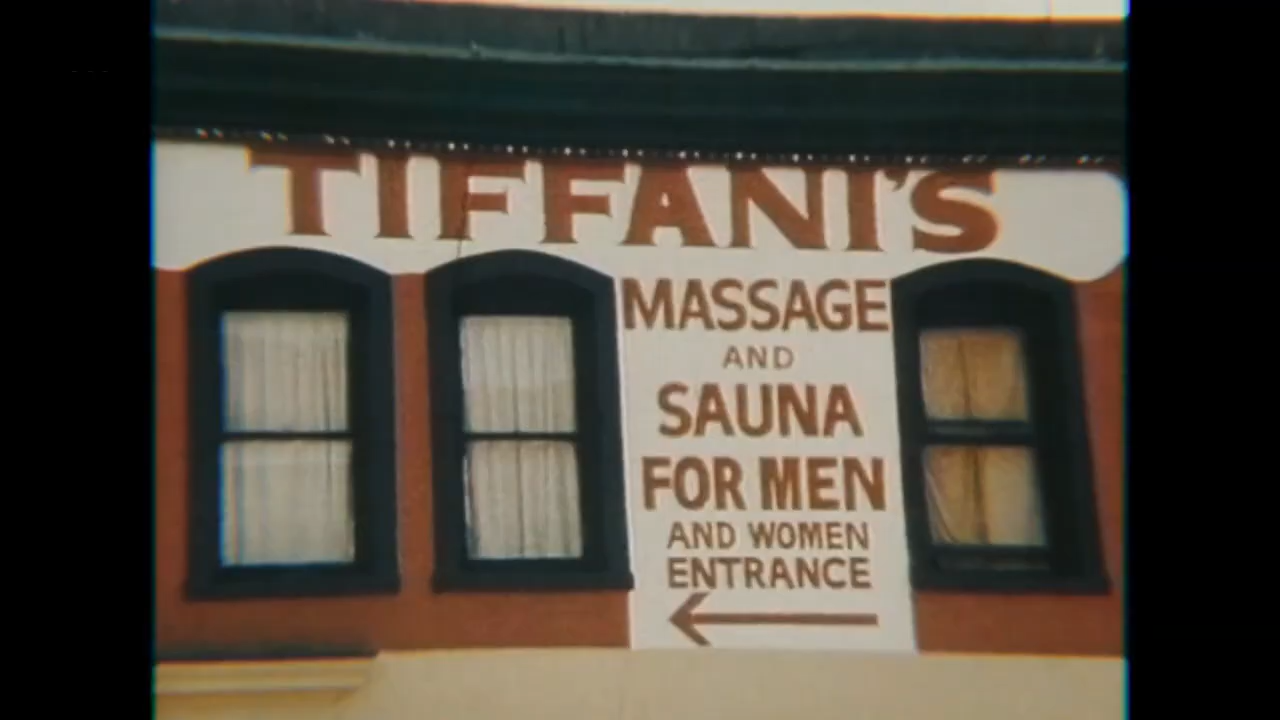 TIFFANI'S
MASSAGE
AND
SAUNA
FOR MEN
AND WOMEN
ENTRANCE